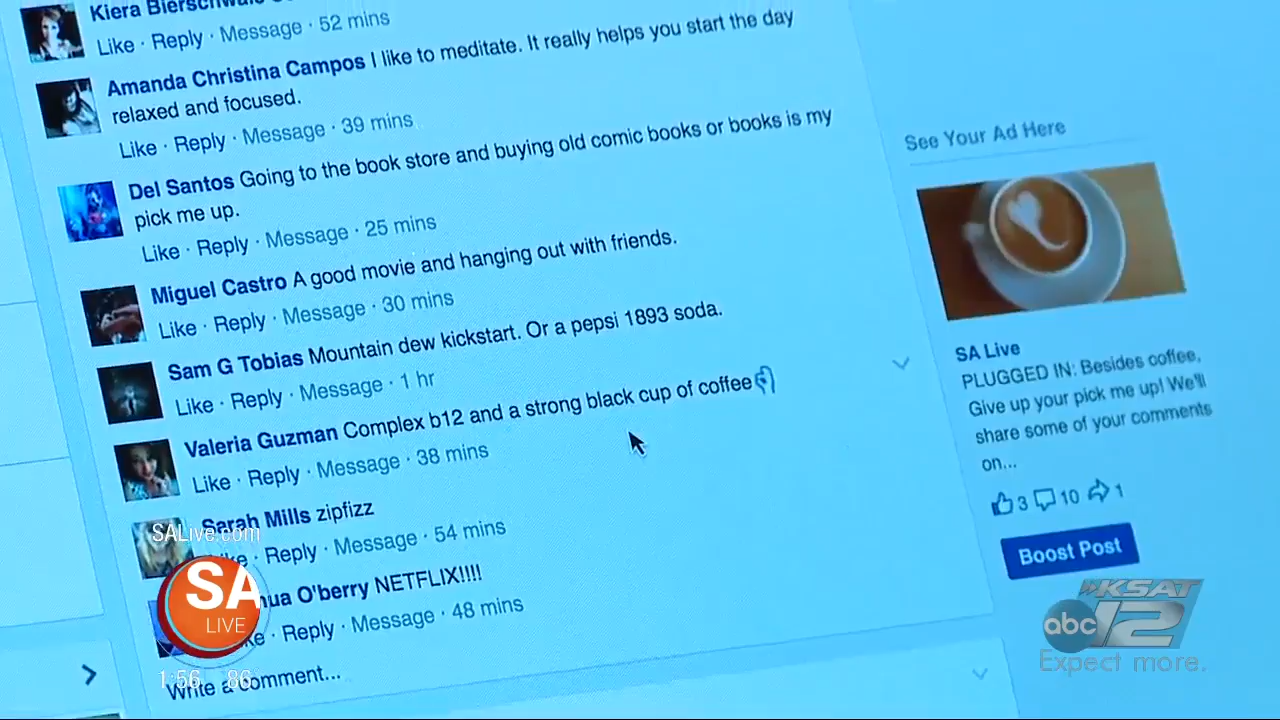 Kiera
Like · Reply · Message · 52 mins
Amanda Christina Campos I like to meditate. It really helps you start the day
relaxed and focused.
Like · Reply · Message · 39 mins
Del Santos Going to the book store and buying old comic books or books is my
pick me up.
Like · Reply · Message · 25 mins
Miguel Castro A good movie and hanging out with friends.
Like · Reply · Message · 30 mins
Sam G Tobias Mountain dew kickstart. Or a pepsi 1893 soda.
Like · Reply · Message · 1 hr
Valeria Guzman Complex b12 and a strong black cup of coffee
Like · Reply · Message · 38 mins
Sarah Mills zipfizz
Reply · Message · 54 mins
O'berry NETFLIX!!!!
Reply · Message · 48 mins
Write a comment...
See Your Ad Here
SA Live
PLUGGED IN: Besides coffee,
Give up your pick me up! We'll
share some of your comments
on...
3 10 1
Boost Post
SALive.com
SA
LIVE
1:56 86
KSAT
abc 12
Expect more.